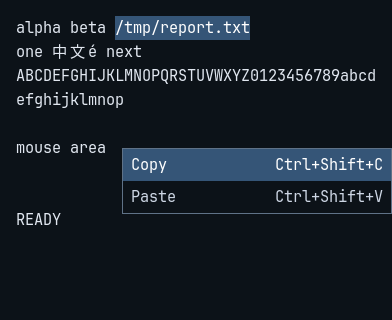 alpha beta /tmp/report.txt
one 中文é next
ABCDEFGHIJKLMNOPQRSTUVWXYZ0123456789abcd
efghijklmnop
mouse area
Copy Ctrl+Shift+C
Paste Ctrl+Shift+V
READY